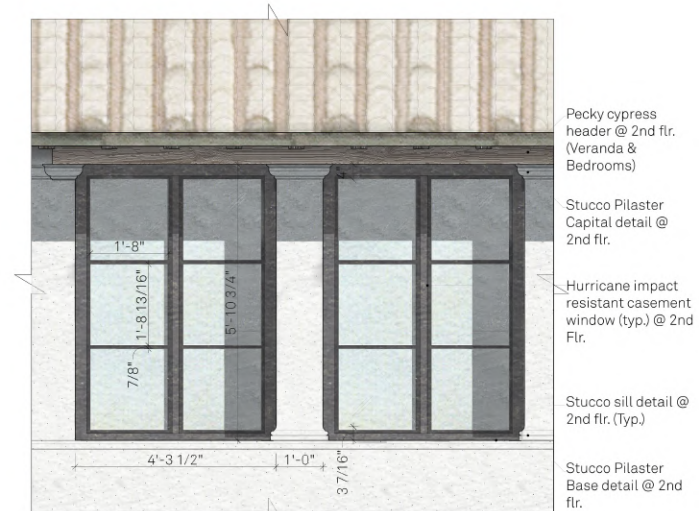 Pecky cypress
header @ 2nd flr.
(Veranda &
Bedrooms)
Stucco Pilaster
Capital detail @
2nd flr.
1'-8"
1'-8 13/16"
5'-10 3/4"
7/8"
Hurricane impact
resistant casement
window (typ.) @ 2nd
Flr.
Stucco sill detail @
2nd flr. (Typ.)
4'-3 1/2"
1'-0"
3 7/16"
Stucco Pilaster
Base detail @ 2nd
flr.